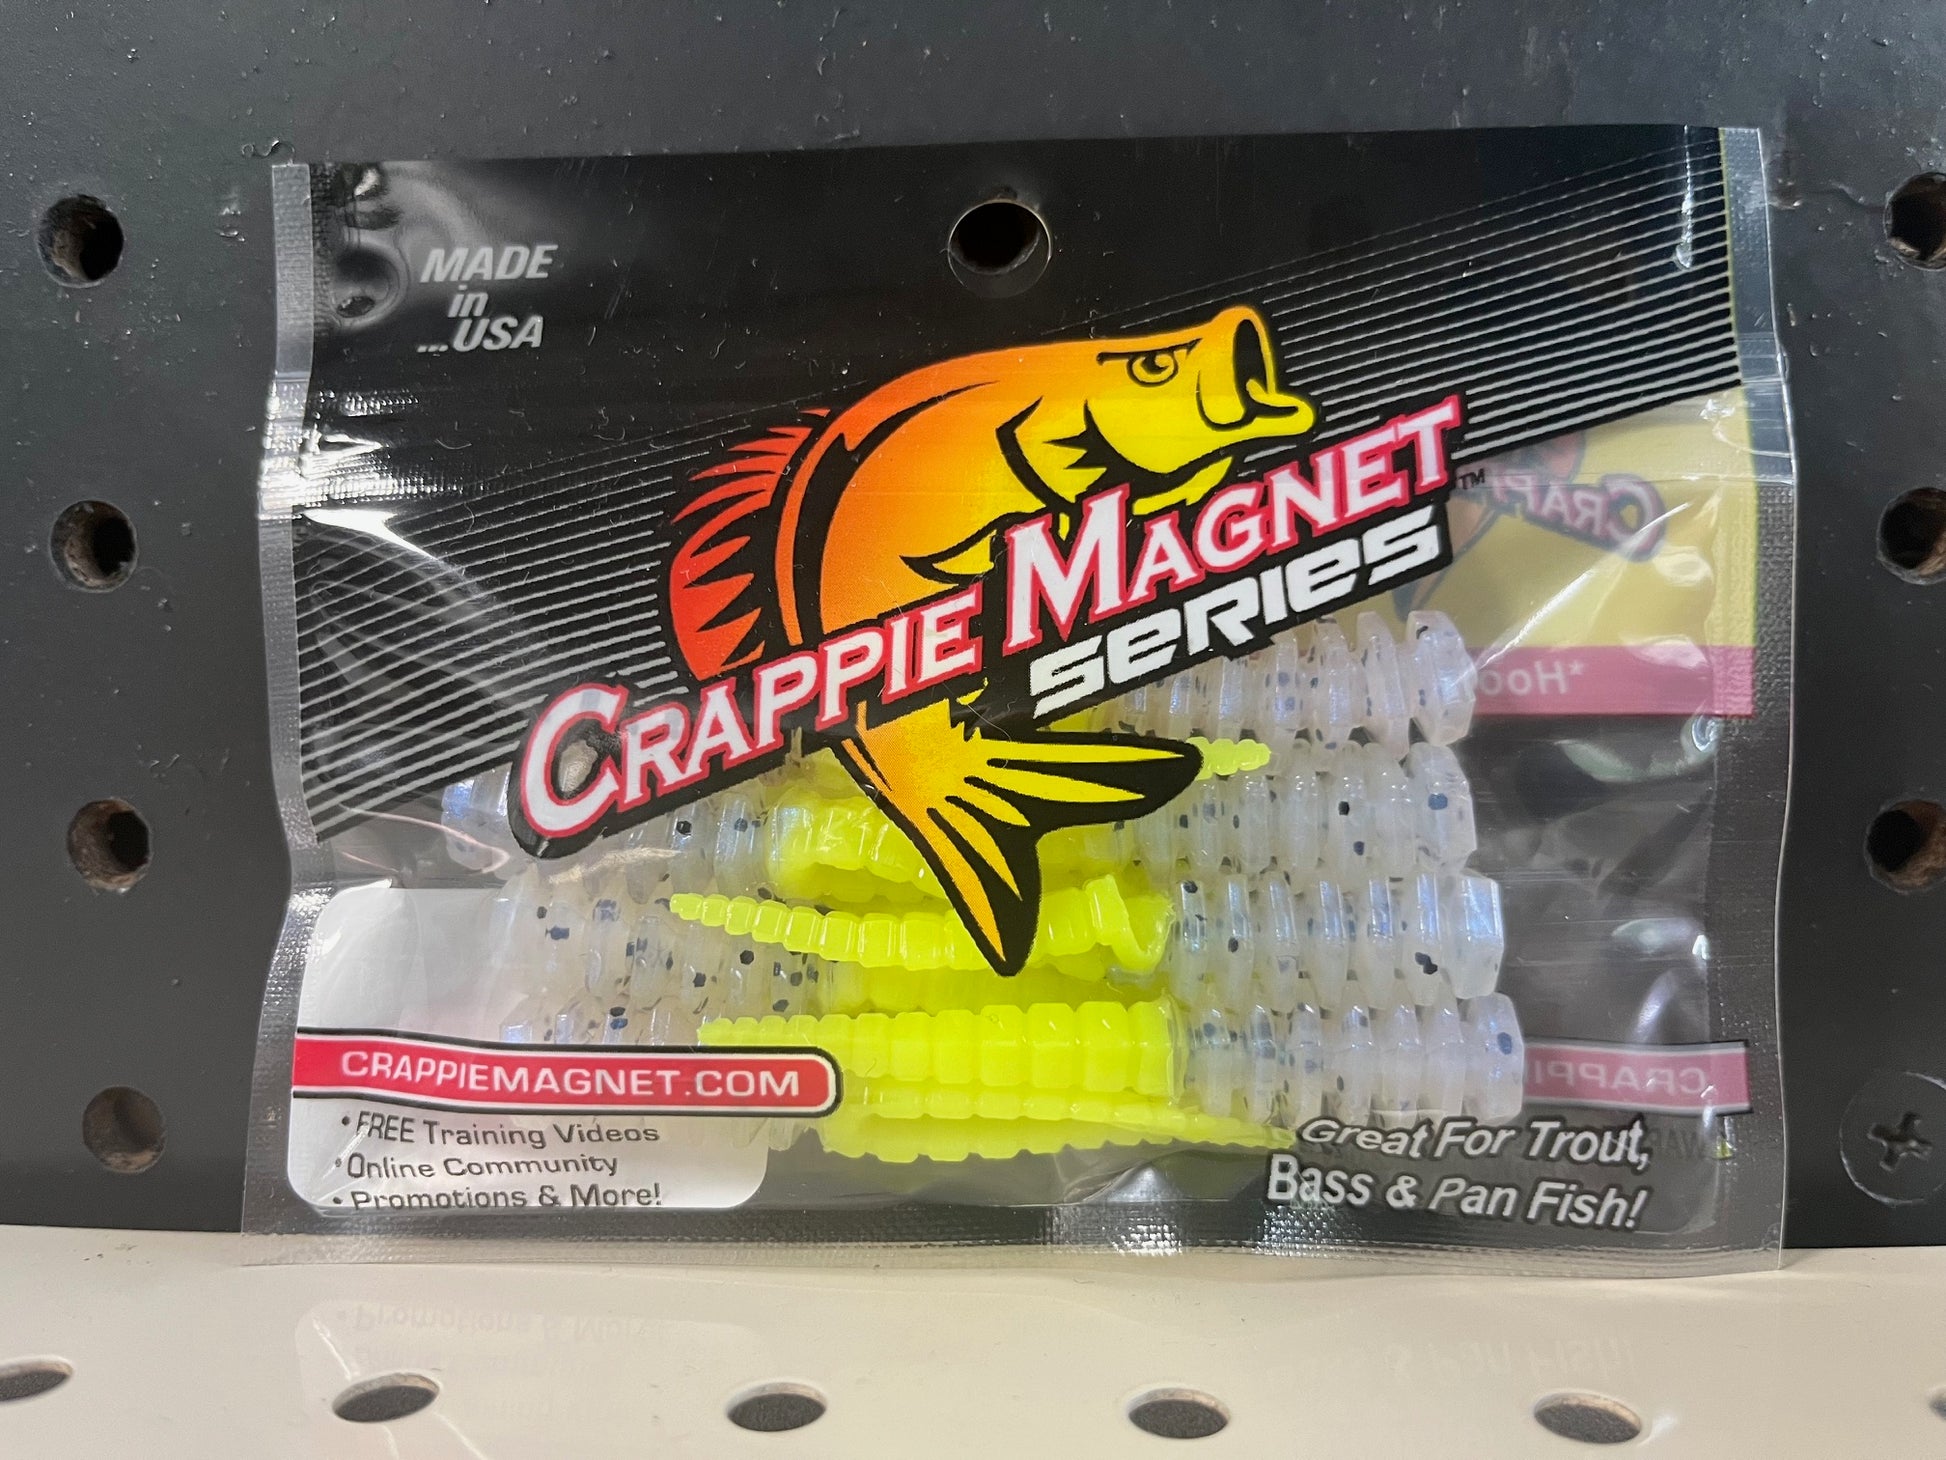 MADE
in
...USA
CRAPPIE MAGNET™
SERIES
CRAPPIEMAGNET.COM
• FREE Training Videos
• Online Community
• Promotions & More!
Great For Trout,
Bass & Pan Fish!